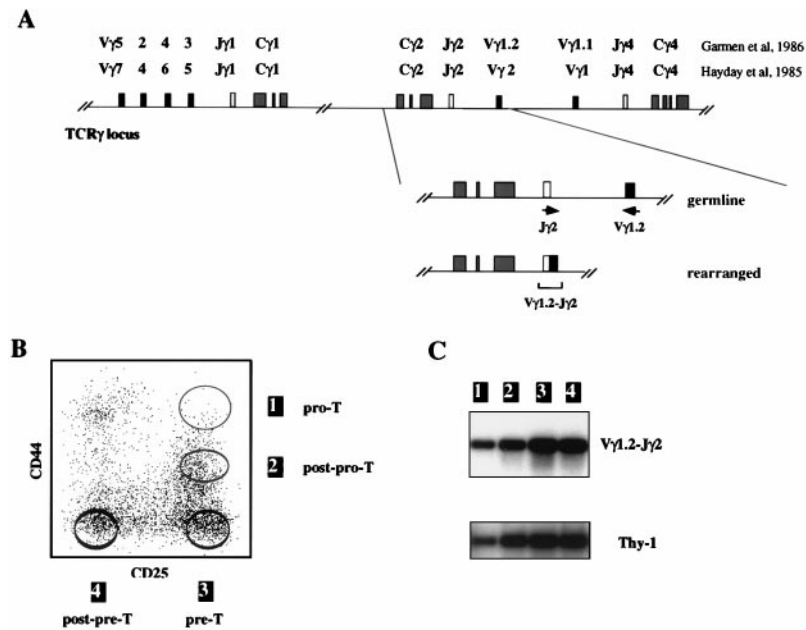 A
Vγ5 2 4 3 Jγ1 Cγ1 Cγ2 Jγ2 Vγ1.2 Vγ1.1 Jγ4 Cγ4 Garmen et al, 1986
Vγ7 4 6 5 Jγ1 Cγ1 Cγ2 Jγ2 Vγ 2 Vγ1 Jγ4 Cγ4 Hayday et al, 1985
TCRγ locus
germline
Jγ2 Vγ1.2
rearranged
Vγ1.2-Jγ2
B
CD44
1 pro-T
2 post-pro-T
CD25
4 3
post-pre-T pre-T
C
1 2 3 4
Vγ1.2-Jγ2
Thy-1